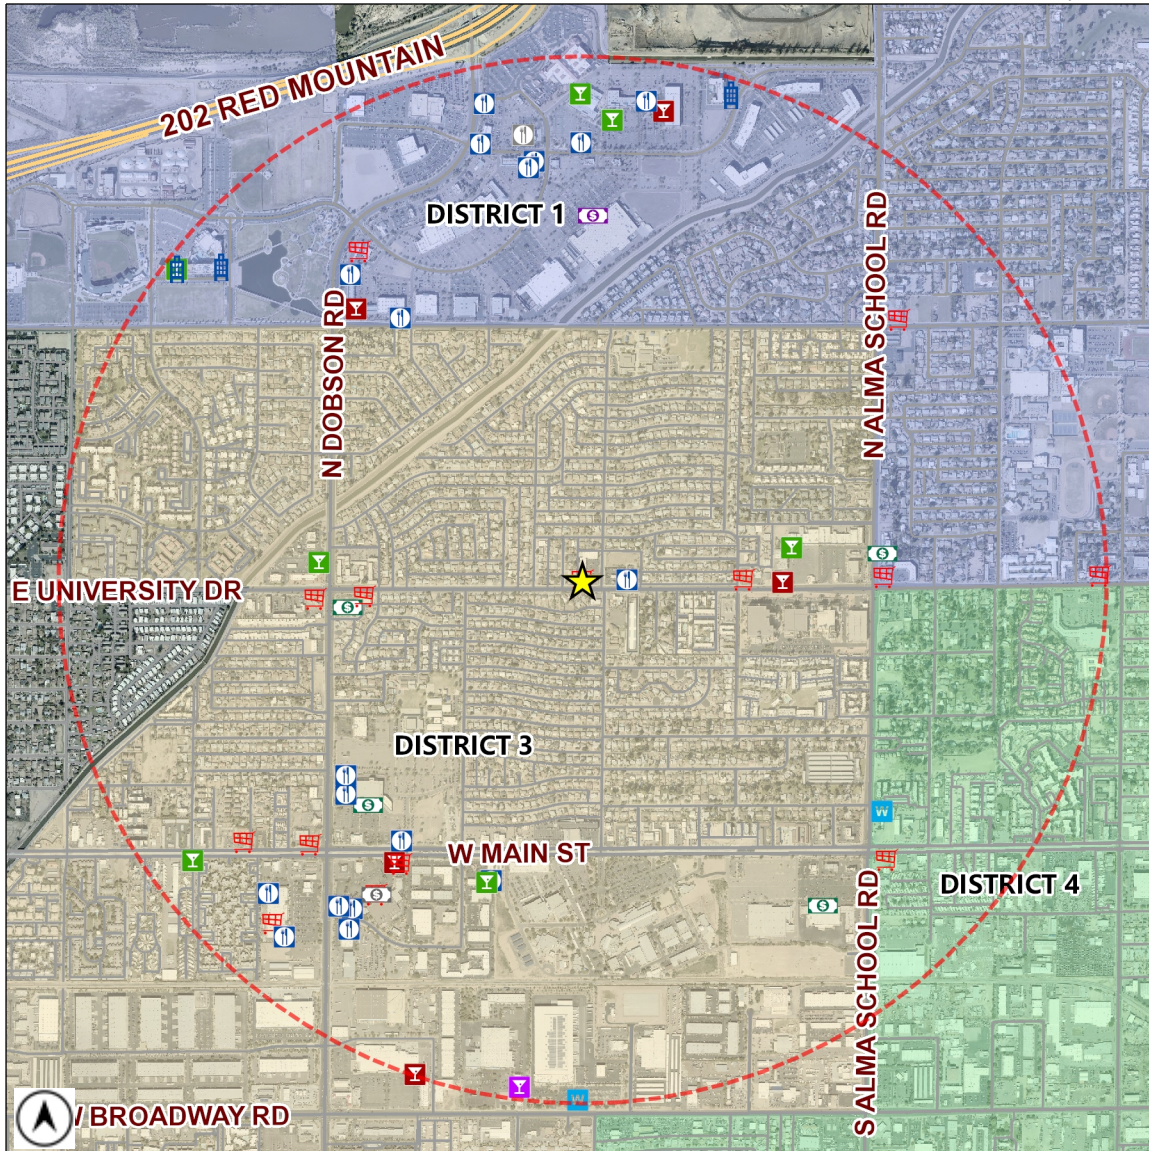 202 RED MOUNTAIN
DISTRICT 1
N ALMA SCHOOL RD
N DOBSON RD
E UNIVERSITY DR
DISTRICT 3
W
W MAIN ST
DISTRICT 4
S ALMA SCHOOL RD
W
W BROADWAY RD